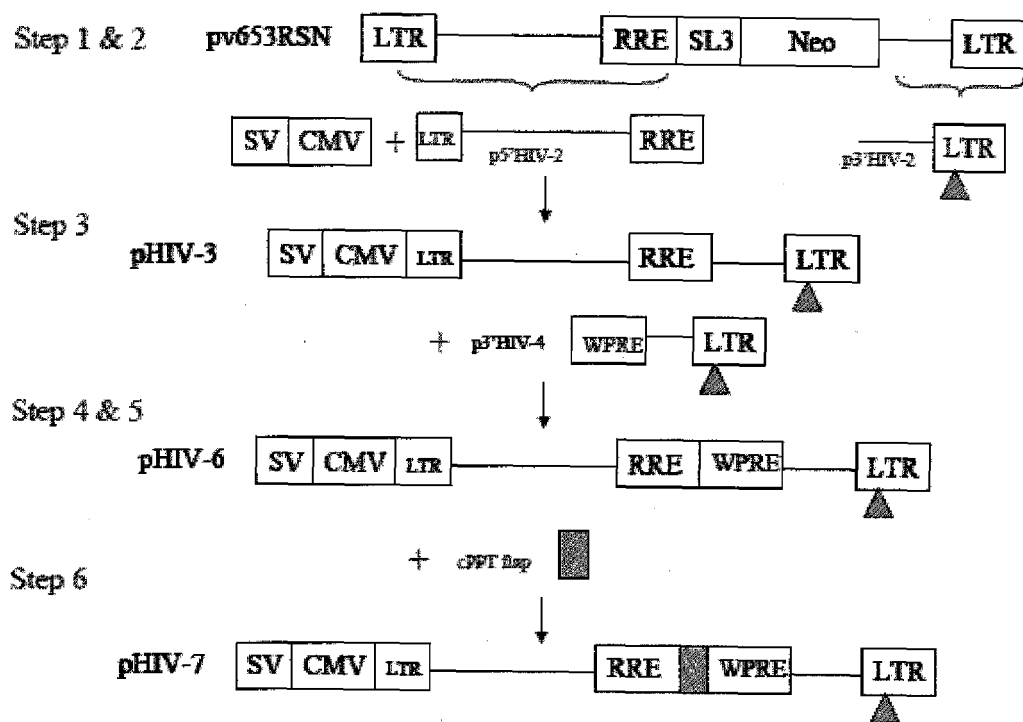 Step 1 & 2 pv653RSN LTR RRE SL3 Neo LTR
SV CMV + LTR p5'HIV-2 RRE p3'HIV-2 LTR
Step 3
pHIV-3 SV CMV LTR RRE LTR
+ p3'HIV-4 WPRE LTR
Step 4 & 5
pHIV-6 SV CMV LTR RRE WPRE LTR
+ cPPT flap
Step 6
pHIV-7 SV CMV LTR RRE WPRE LTR